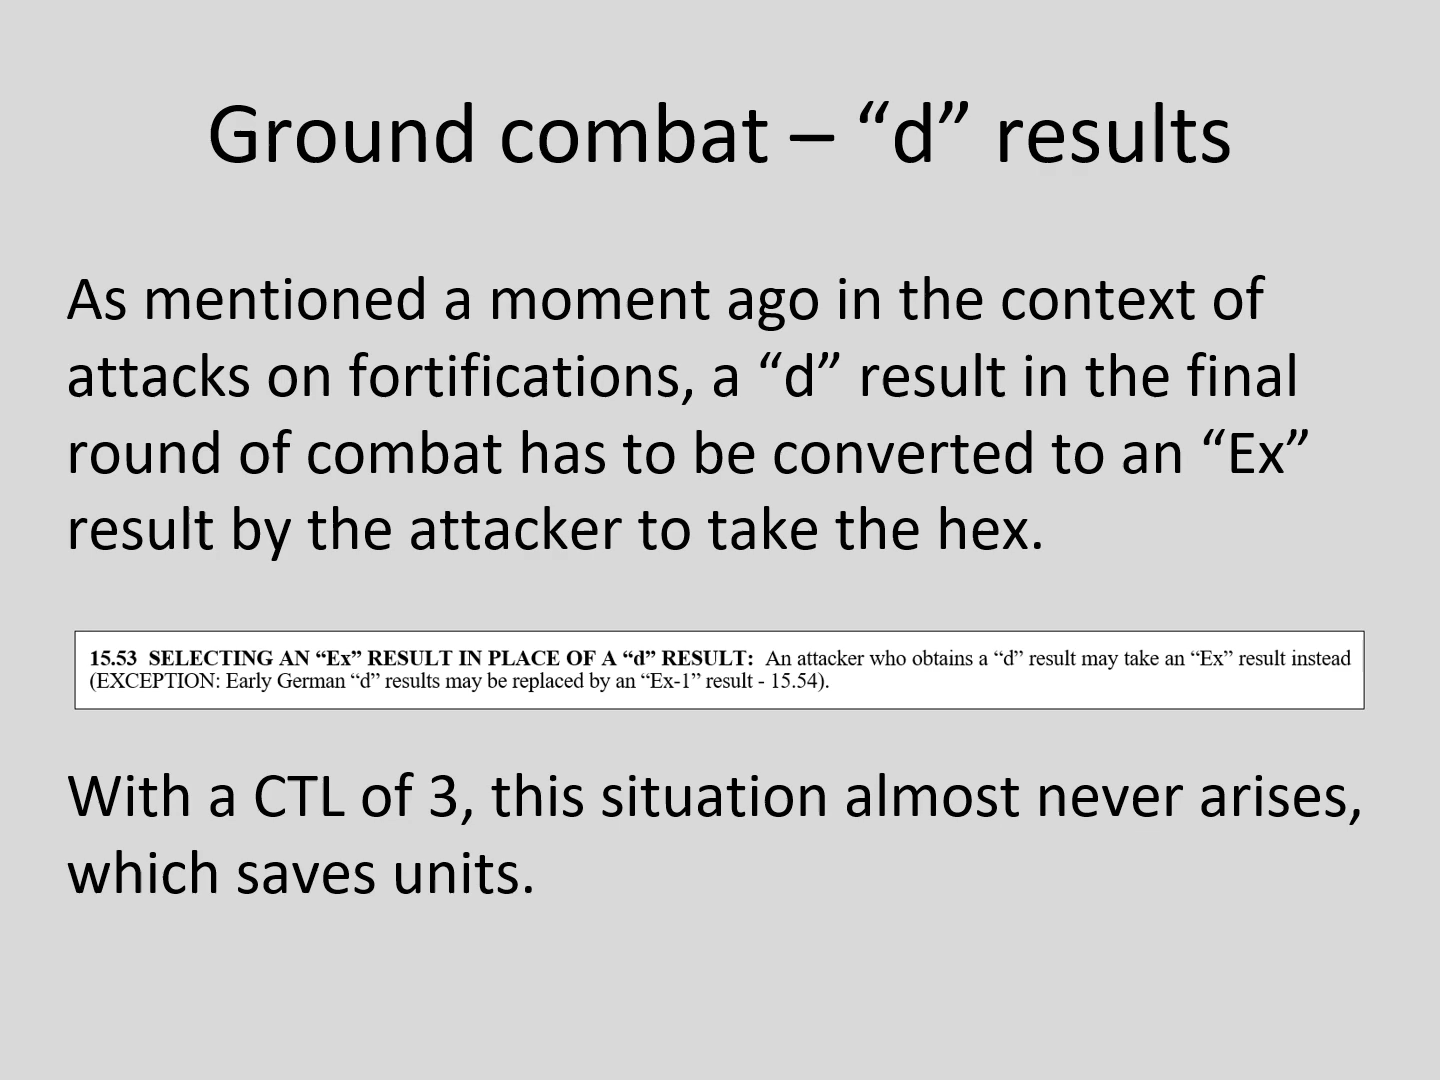 Ground combat – “d” results
As mentioned a moment ago in the context of
attacks on fortifications, a “d” result in the final
round of combat has to be converted to an “Ex”
result by the attacker to take the hex.
15.53 SELECTING AN “Ex” RESULT IN PLACE OF A “d” RESULT: An attacker who obtains a “d” result may take an “Ex” result instead
(EXCEPTION: Early German “d” results may be replaced by an “Ex-1” result - 15.54).
With a CTL of 3, this situation almost never arises,
which saves units.